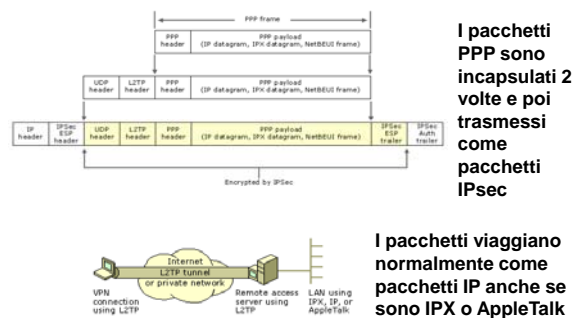 PPP frame
PPP header
PPP payload
(IP datagram, IPX datagram, NetBEUI frame)
UDP header
L2TP header
PPP header
PPP payload
(IP datagram, IPX datagram, NetBEUI frame)
IP header
IPSec ESP header
UDP header
L2TP header
PPP header
PPP payload
(IP datagram, IPX datagram, NetBEUI frame)
IPSec ESP trailer
IPSec Auth trailer
Encrypted by IPSec
I pacchetti
PPP sono
incapsulati 2
volte e poi
trasmessi
come
pacchetti
IPsec
Internet
L2TP tunnel
or private network
VPN
connection
using L2TP
Remote access
server using
L2TP
LAN using
IPX, IP, or
AppleTalk
I pacchetti viaggiano
normalmente come
pacchetti IP anche se
sono IPX o AppleTalk